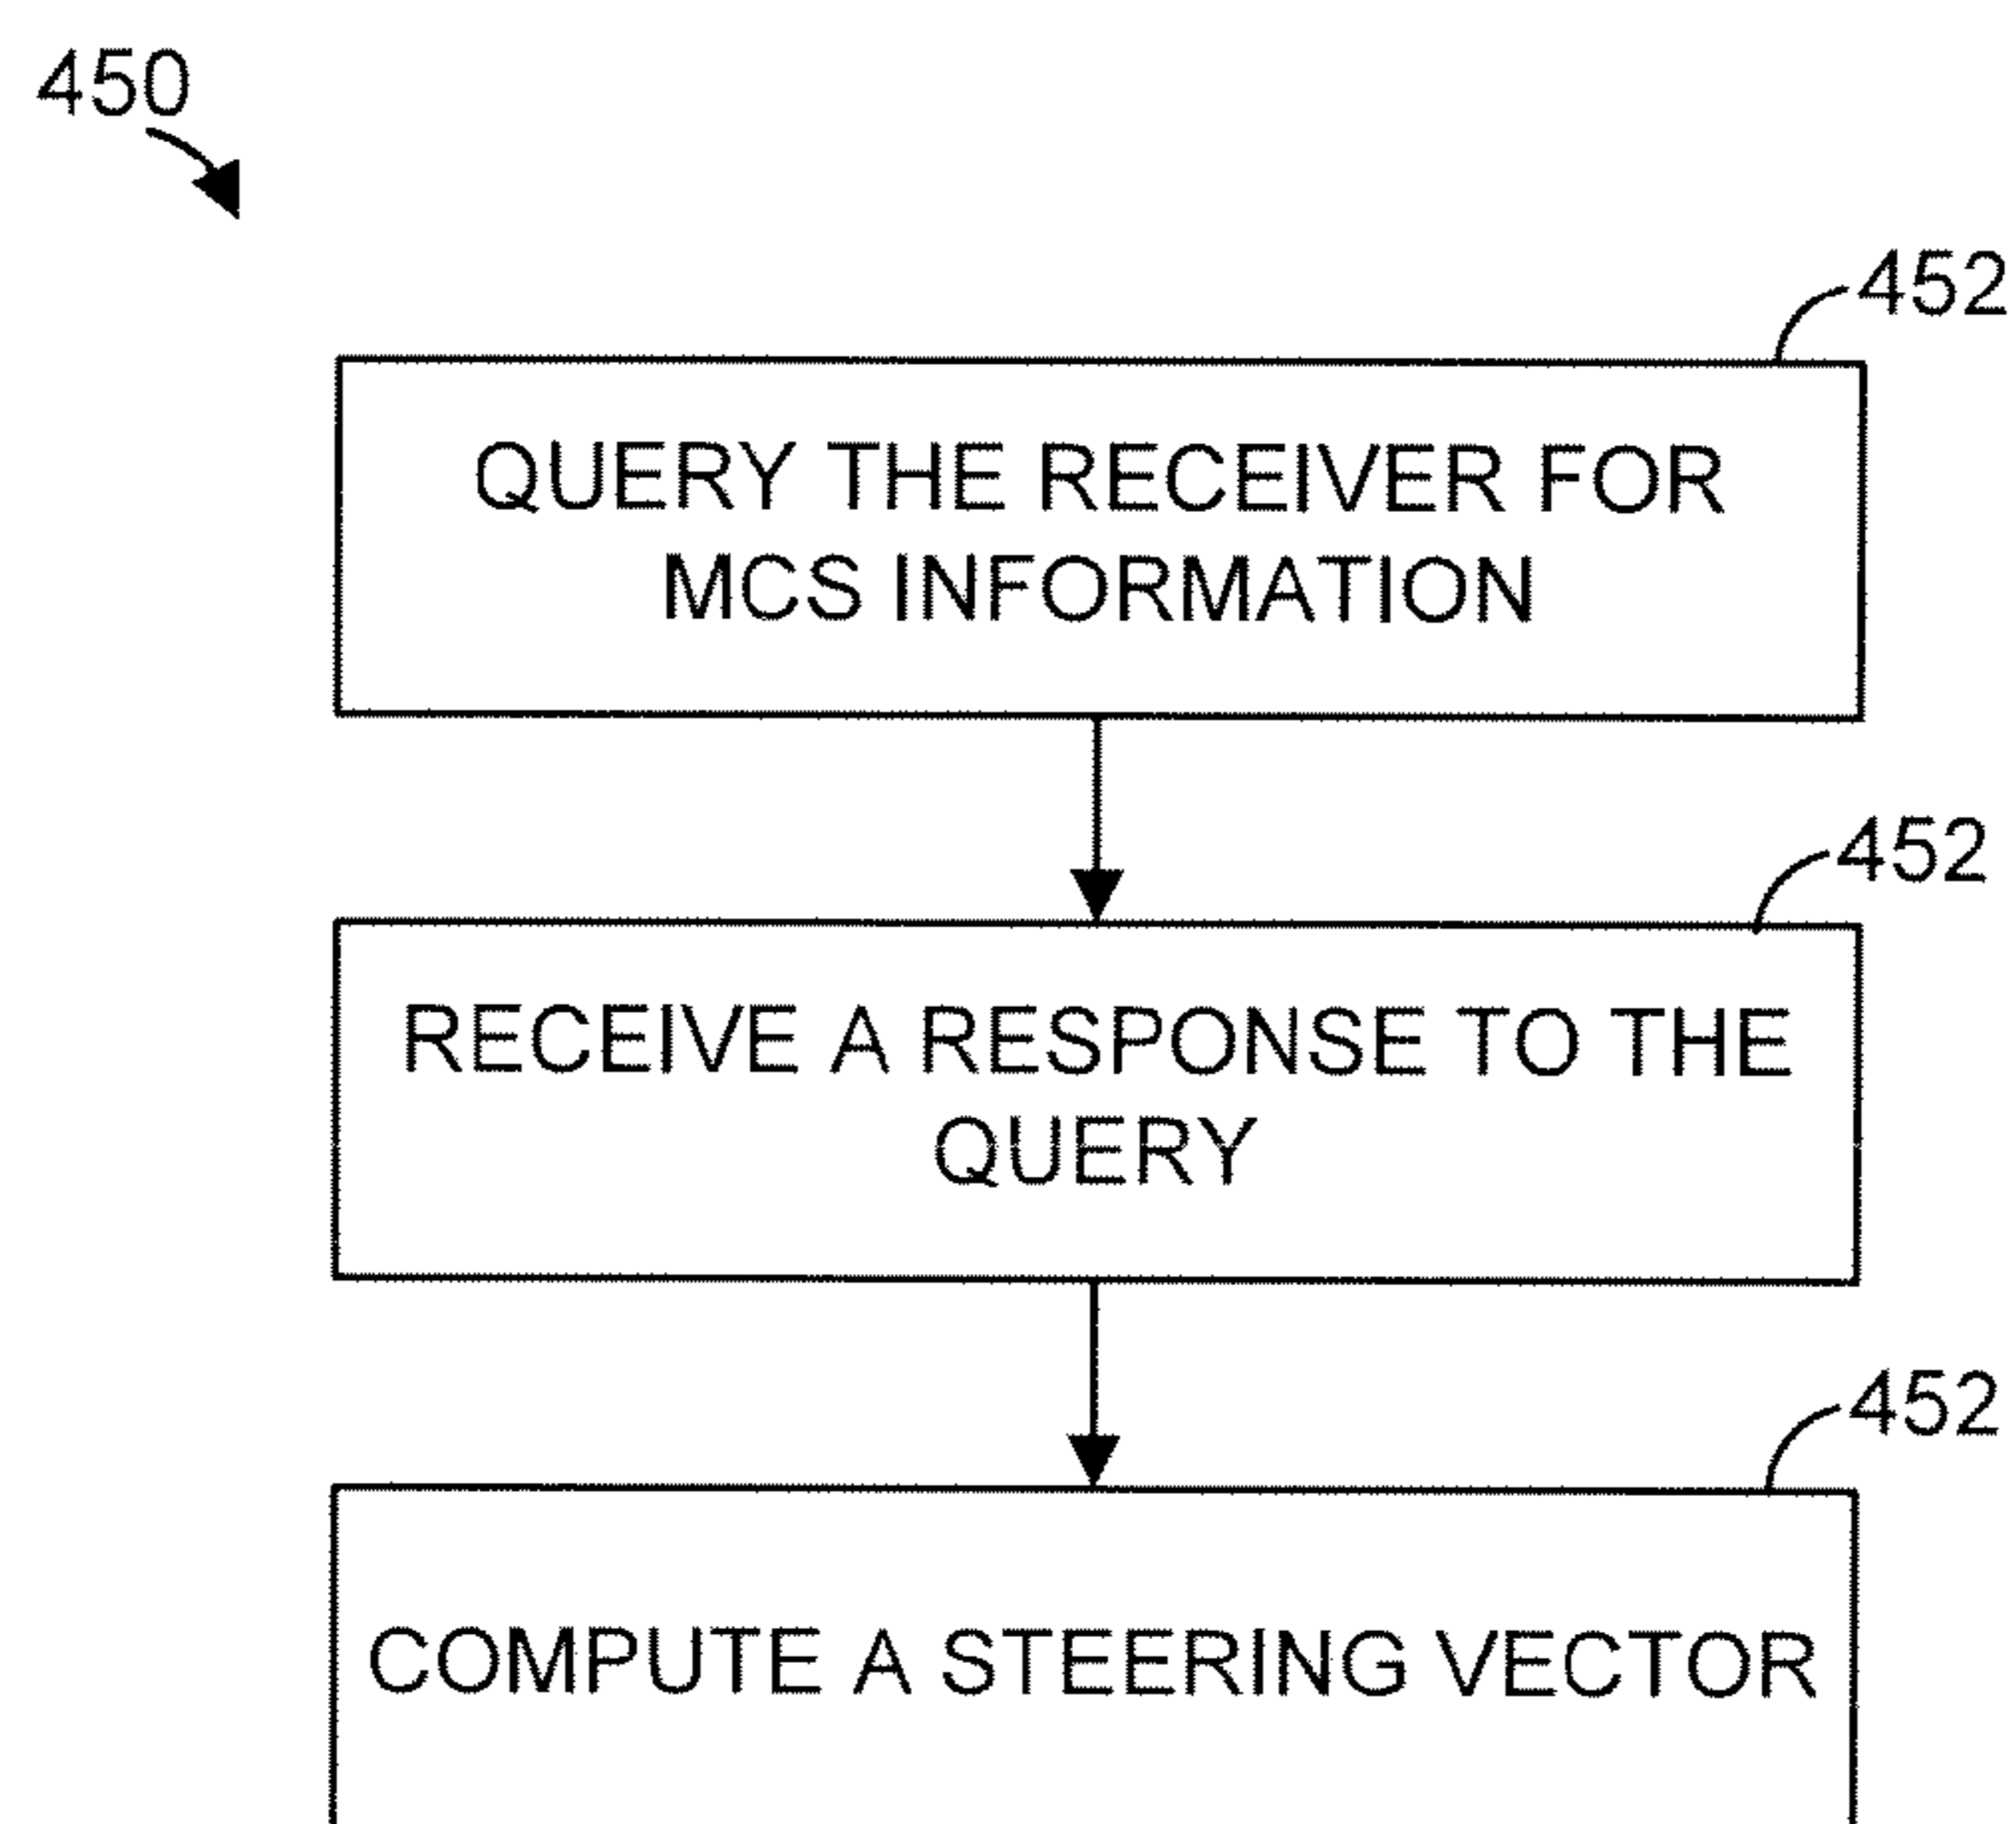 450
452
QUERY THE RECEIVER FOR
MCS INFORMATION
452
RECEIVE A RESPONSE TO THE
QUERY
452
COMPUTE A STEERING VECTOR